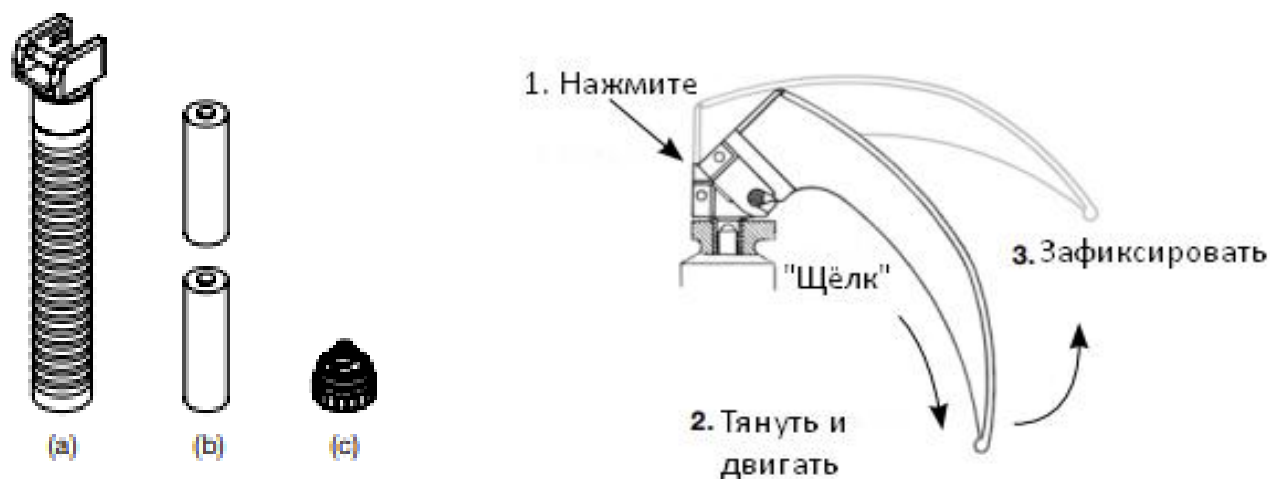 1. Нажмите
"Щёлк"
3. Зафиксировать
2. Тянуть и
двигать
(a)
(b)
(c)